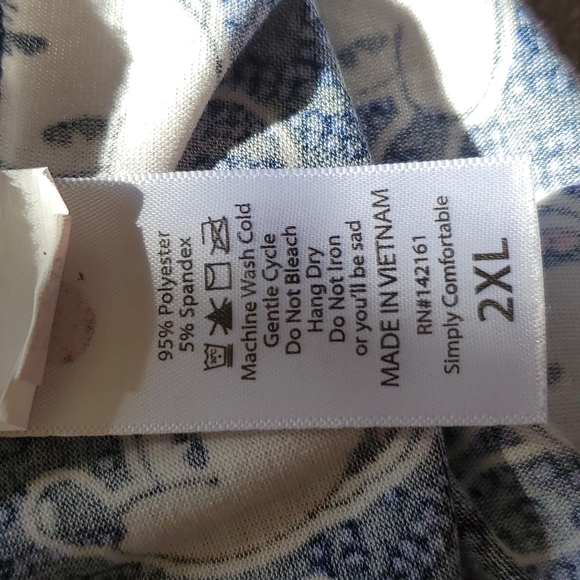 95% Polyester
5% Spandex
30°C
Machine Wash Cold
Gentle Cycle
Do Not Bleach
Hang Dry
Do Not Iron
or you'll be sad
MADE IN VIETNAM
RN#142161
Simply Comfortable
2XL